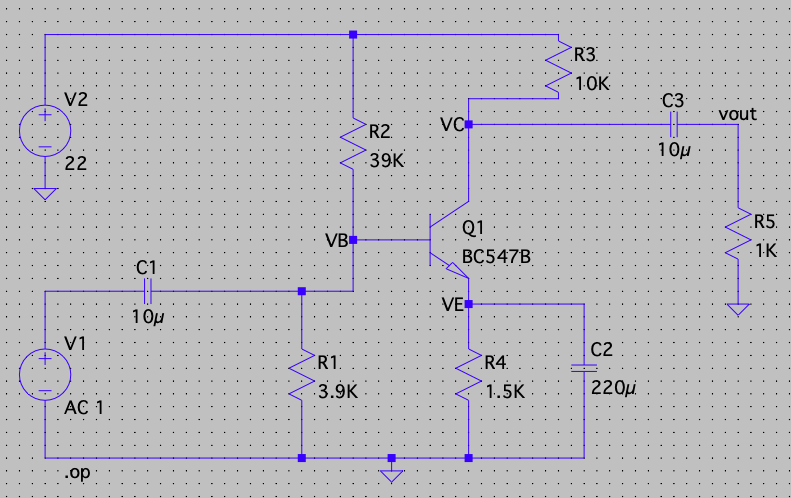 R3
10K
V2
22
R2
39K
C3
10µ
vout
VC
R5
1K
VB
Q1
BC547B
C1
10µ
VE
V1
AC 1
R1
3.9K
R4
1.5K
C2
220µ
.op